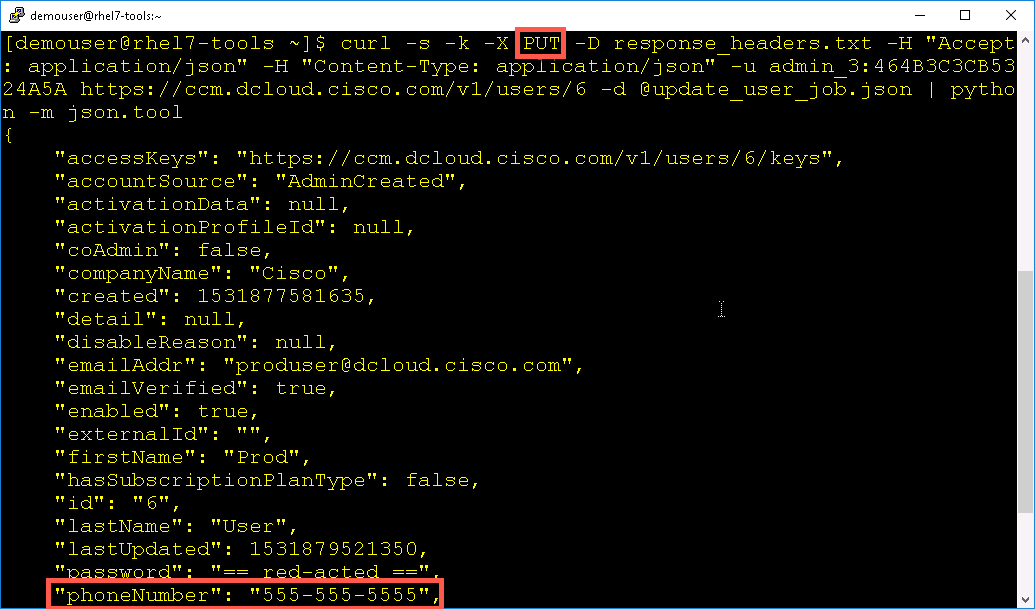 demouser@rhel7-tools:~
[demouser@rhel7-tools ~]$ curl -s -k -X PUT -D response_headers.txt -H "Accept
: application/json" -H "Content-Type: application/json" -u admin_3:464B3C3CB53
24A5A https://ccm.dcloud.cisco.com/v1/users/6 -d @update_user_job.json | pytho
n -m json.tool
{
    "accessKeys": "https://ccm.dcloud.cisco.com/v1/users/6/keys",
    "accountSource": "AdminCreated",
    "activationData": null,
    "activationProfileId": null,
    "coAdmin": false,
    "companyName": "Cisco",
    "created": 1531877581635,
    "detail": null,
    "disableReason": null,
    "emailAddr": "produser@dcloud.cisco.com",
    "emailVerified": true,
    "enabled": true,
    "externalId": "",
    "firstName": "Prod",
    "hasSubscriptionPlanType": false,
    "id": "6",
    "lastName": "User",
    "lastUpdated": 1531879521350,
    "password": "== red-acted ==",
    "phoneNumber": "555-555-5555",